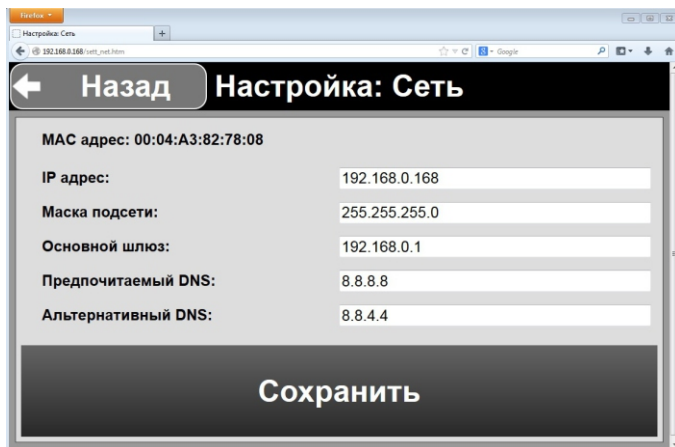 Firefox
Настройка: Сеть
192.168.0.168/sett_net.htm
Google
Назад
Настройка: Сеть
MAC адрес: 00:04:A3:82:78:08
IP адрес: 192.168.0.168
Маска подсети: 255.255.255.0
Основной шлюз: 192.168.0.1
Предпочитаемый DNS: 8.8.8.8
Альтернативный DNS: 8.8.4.4
Сохранить